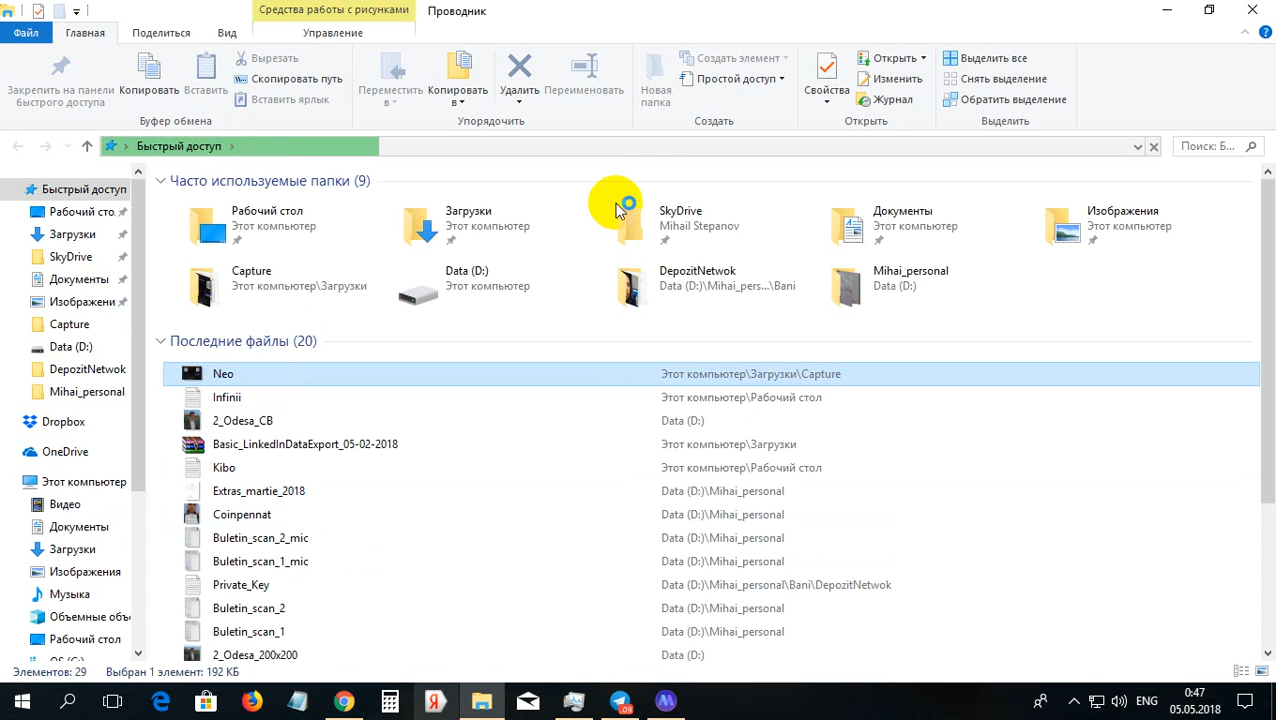 Средства работы с рисунками
Проводник
Файл
Главная
Поделиться
Вид
Управление
Закрепить на панели
быстрого доступа
Копировать
Вставить
Вырезать
Скопировать путь
Вставить ярлык
Буфер обмена
Переместить
в
Копировать
в
Удалить
Переименовать
Упорядочить
Новая
папка
Создать элемент
Простой доступ
Создать
Свойства
Открыть
Изменить
Журнал
Открыть
Выделить все
Снять выделение
Обратить выделение
Выделить
Быстрый доступ
Поиск: Б...
Быстрый доступ
Рабочий сто.
Загрузки
SkyDrive
Документы
Изображени
Capture
Data (D:)
DepozitNetwok
Mihai_personal
Dropbox
OneDrive
Этот компьютер
Видео
Документы
Загрузки
Изображения
Музыка
Объемные объ
Рабочий стол
OS (C:)
Часто используемые папки (9)
Рабочий стол
Этот компьютер
Загрузки
Этот компьютер
SkyDrive
Mihail Stepanov
Документы
Этот компьютер
Изображения
Этот компьютер
Capture
Этот компьютер\Загрузки
Data (D:)
Этот компьютер
DepozitNetwok
Data (D:)\Mihai_pers...\Bani
Mihai_personal
Data (D:)
Последние файлы (20)
Neo Этот компьютер\Загрузки\Capture
Infinii Этот компьютер\Рабочий стол
2_Odesa_CB Data (D:)
Basic_LinkedInDataExport_05-02-2018 Этот компьютер\Загрузки
Kibo Этот компьютер\Рабочий стол
Extras_martie_2018 Data (D:)\Mihai_personal
Coinpennat Data (D:)\Mihai_personal
Buletin_scan_2_mic Data (D:)\Mihai_personal
Buletin_scan_1_mic Data (D:)\Mihai_personal
Private_Key Data (D:)\Mihai_personal\Bani\DepozitNetwok
Buletin_scan_2 Data (D:)\Mihai_personal
Buletin_scan_1 Data (D:)\Mihai_personal
2_Odesa_200x200 Data (D:)
Элементов: 29 Выбран 1 элемент: 192 КБ
ENG
0:47
05.05.2018